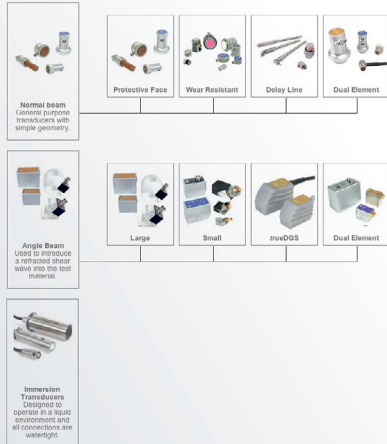 Normal beam
General purpose
transducers with
simple geometry.
Protective Face
Wear Resistant
Delay Line
Dual Element
Angle Beam
Used to introduce
a refracted shear
wave into the test
material.
Large
Small
trueDGS
Dual Element
Immersion
Transducers
Designed to
operate in a liquid
environment and
all connections are
watertight.